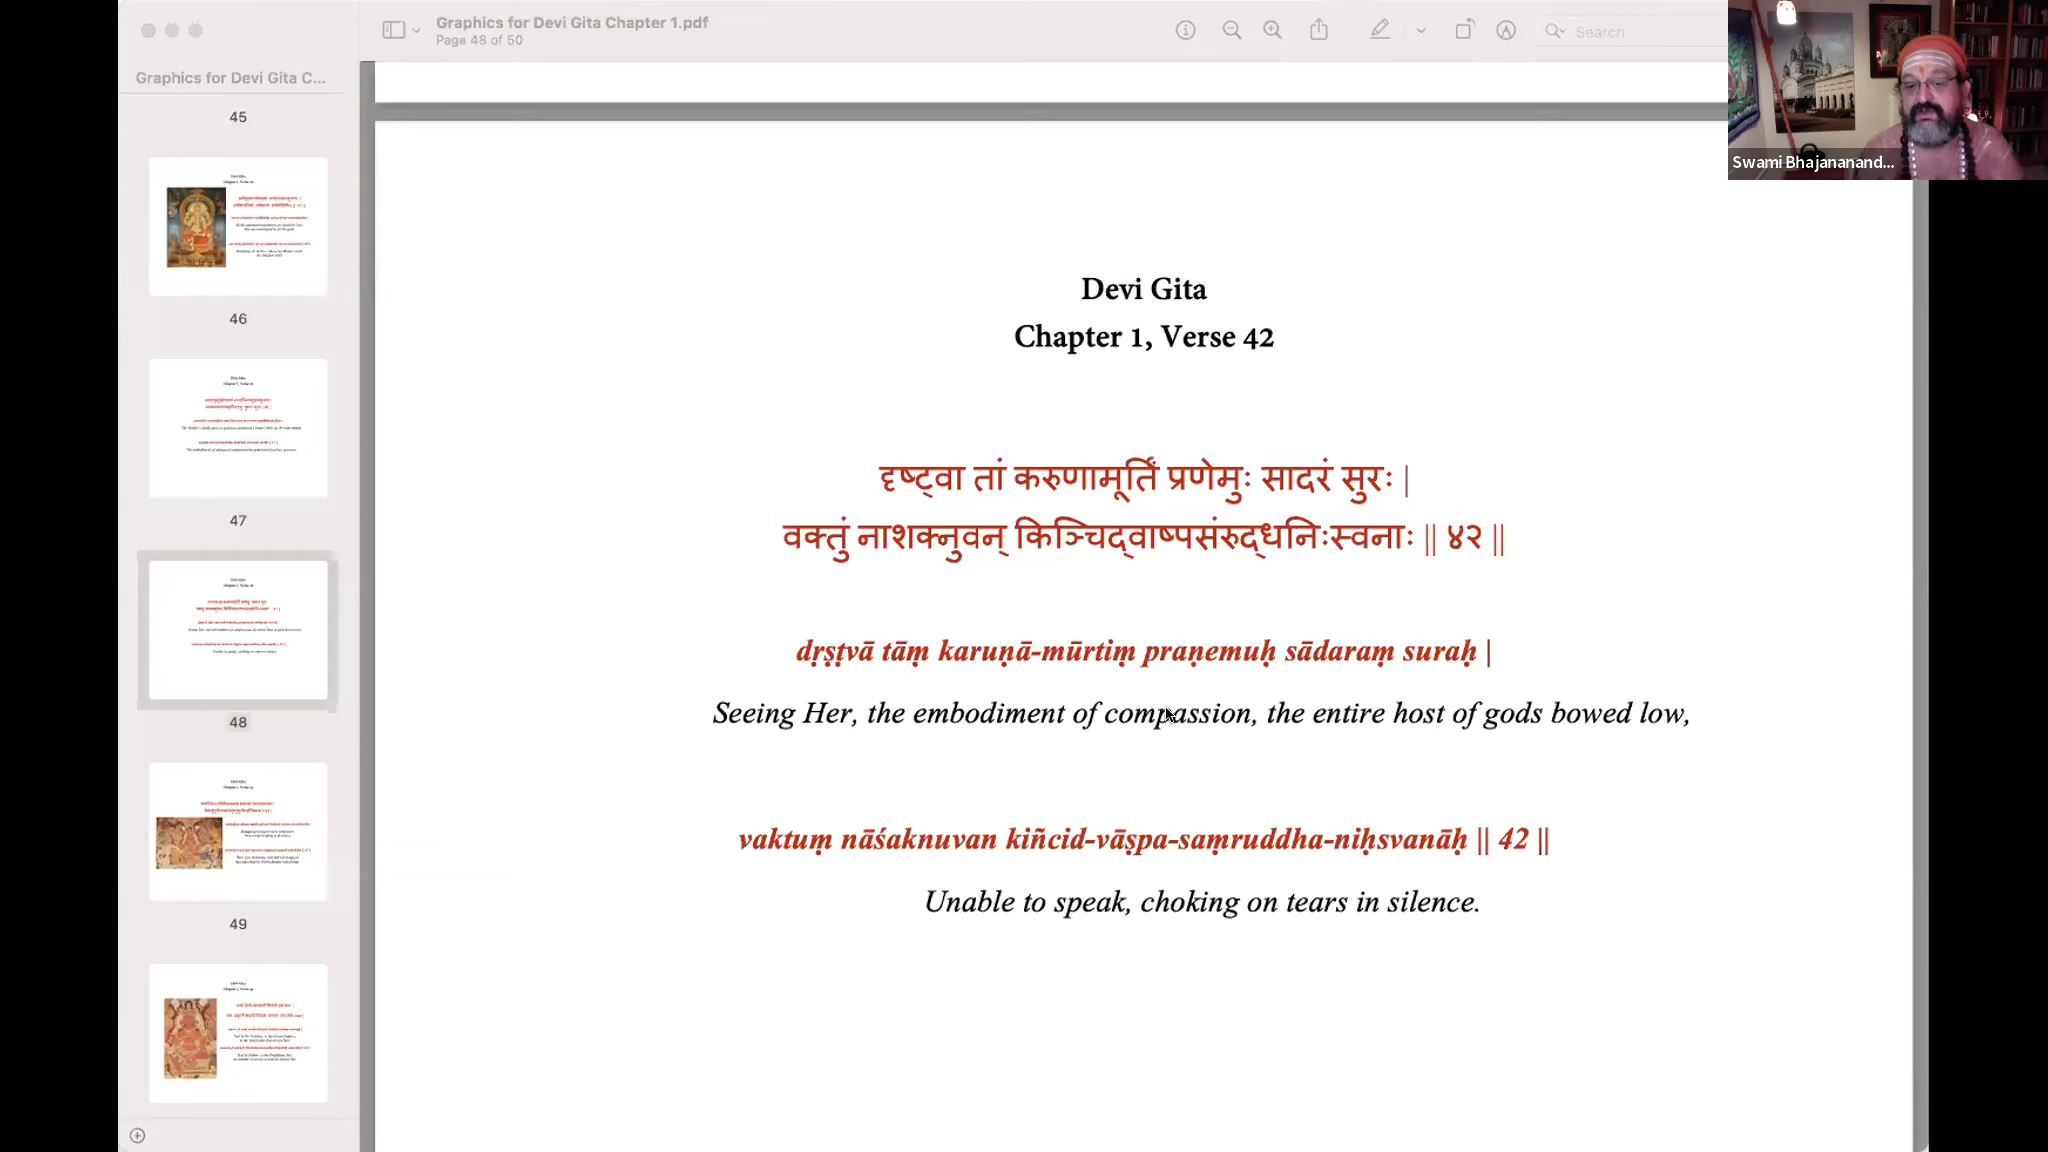 Graphics for Devi Gita Chapter 1.pdf
Page 48 of 50
Search
Graphics for Devi Gita C...
45
46
47
48
49
Swami Bhajananand...
Devi Gita
Chapter 1, Verse 42
दृष्ट्वा तां करुणामूर्तिं प्रणेमुः सादरं सुरः |
वक्तुं नाशक्नुवन् किञ्चिद्वाष्पसंरुद्धनिःस्वनाः || ४२ ||
dṛṣṭvā tāṃ karuṇā-mūrtiṃ praṇemuḥ sādaraṃ suraḥ |
Seeing Her, the embodiment of compassion, the entire host of gods bowed low,
vaktuṃ nāśaknuvan kiñcid-vāṣpa-saṃruddha-niḥsvanāḥ || 42 ||
Unable to speak, choking on tears in silence.